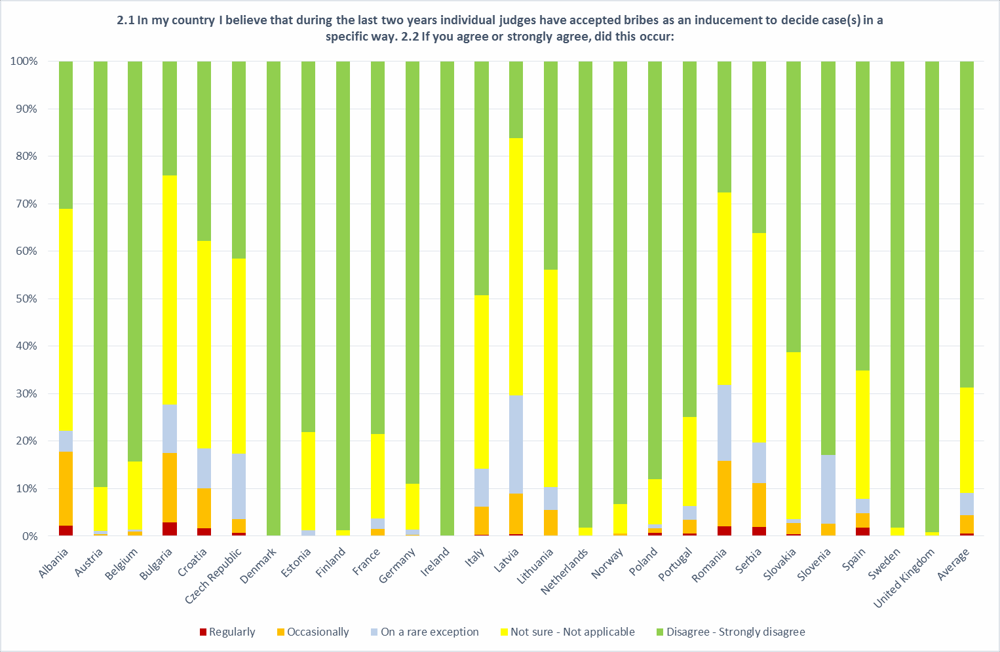 2.1 In my country I believe that during the last two years individual judges have accepted bribes as an inducement to decide case(s) in a
specific way. 2.2 If you agree or strongly agree, did this occur:
100%
90%
80%
70%
60%
50%
40%
30%
20%
10%
0%
Albania
Austria
Belgium
Bulgaria
Croatia
Czech Republic
Denmark
Estonia
Finland
France
Germany
Ireland
Italy
Latvia
Lithuania
Netherlands
Norway
Poland
Portugal
Romania
Serbia
Slovakia
Slovenia
Spain
Sweden
United Kingdom
Average
Regularly
Occasionally
On a rare exception
Not sure - Not applicable
Disagree - Strongly disagree